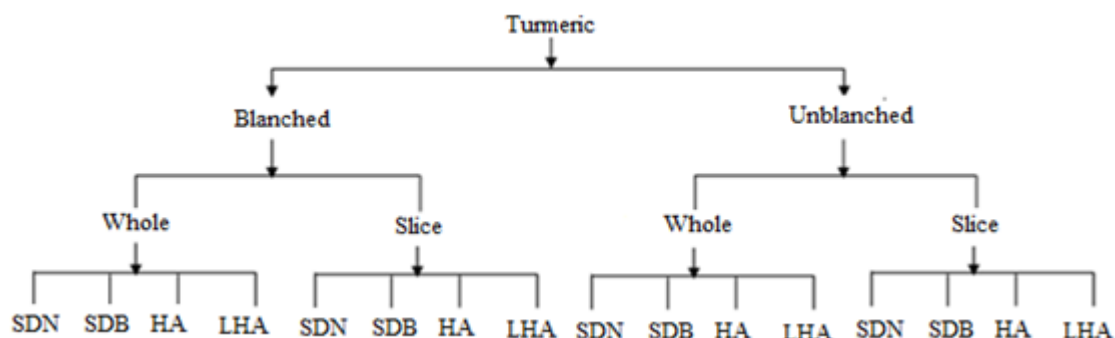 Turmeric
Blanched Unblanched
Whole Slice Whole Slice
SDN SDB HA LHA SDN SDB HA LHA SDN SDB HA LHA SDN SDB HA LHA